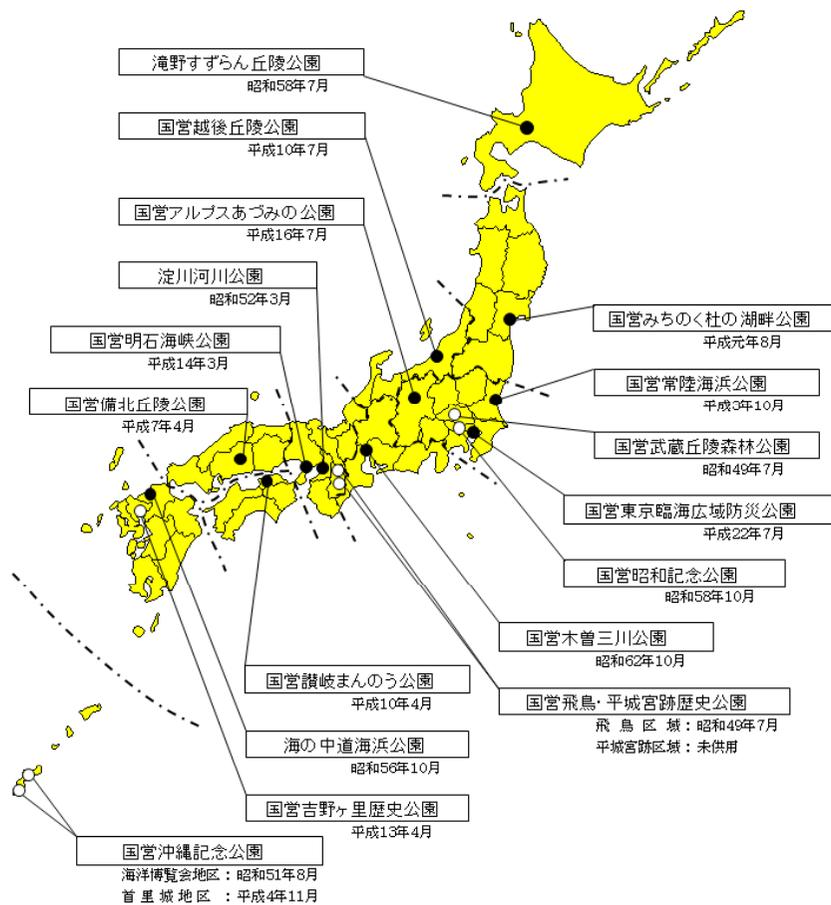 滝野すずらん丘陵公園
昭和58年7月
国営越後丘陵公園
平成10年7月
国営アルプスあづみの公園
平成16年7月
淀川河川公園
昭和52年3月
国営明石海峡公園
平成14年3月
国営備北丘陵公園
平成7年4月
国営みちのく杜の湖畔公園
平成元年8月
国営常陸海浜公園
平成3年10月
国営武蔵丘陵森林公園
昭和49年7月
国営東京臨海広域防災公園
平成22年7月
国営昭和記念公園
昭和58年10月
国営木曽三川公園
昭和62年10月
国営飛鳥・平城宮跡歴史公園
飛鳥区域：昭和49年7月
平城宮跡区域：未供用
国営讃岐まんのう公園
平成10年4月
海の中道海浜公園
昭和56年10月
国営吉野ヶ里歴史公園
平成13年4月
国営沖縄記念公園
海洋博覧会地区：昭和51年8月
首里城地区：平成4年11月